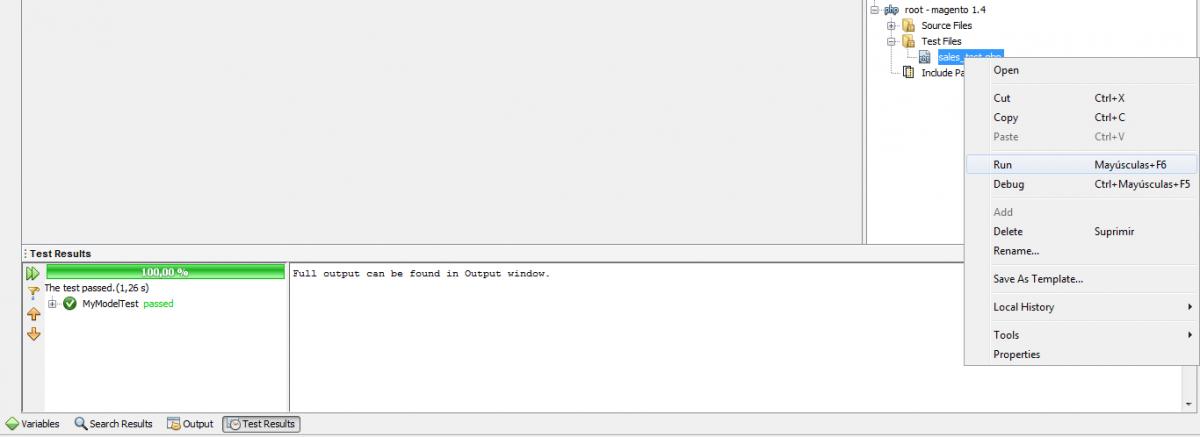 root - magento 1.4
Source Files
Test Files
sales_test.php
Include Pa
Open
Cut Ctrl+X
Copy Ctrl+C
Paste Ctrl+V
Run Mayúsculas+F6
Debug Ctrl+Mayúsculas+F5
Add
Delete Suprimir
Rename...
Save As Template...
Local History
Tools
Properties
Test Results
100,00 %
The test passed.(1,26 s)
MyModelTest passed
Full output can be found in Output window.
Variables Search Results Output Test Results